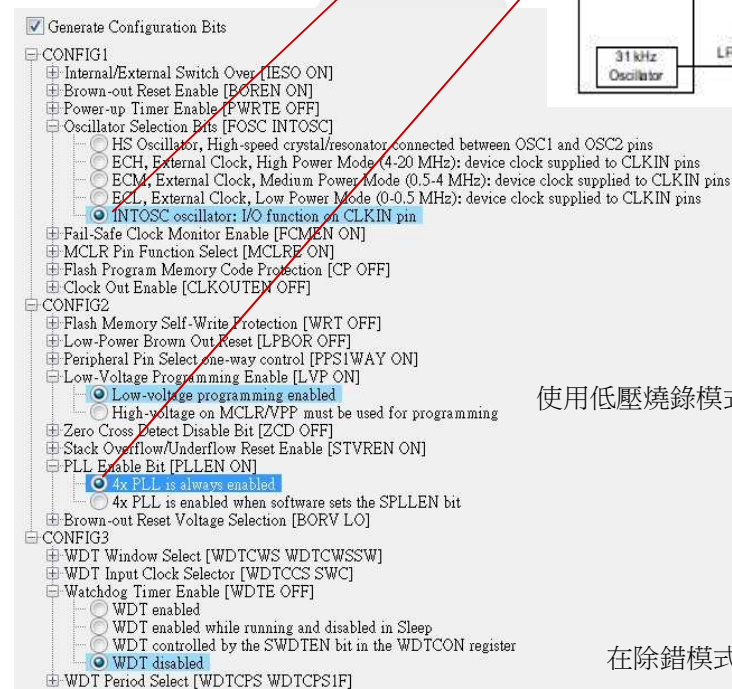 Generate Configuration Bits
31 kHz
Oscillator
CONFIG1
Internal/External Switch Over [IESO ON]
Brown-out Reset Enable [BOREN ON]
Power-up Timer Enable [PWRTE OFF]
Oscillator Selection Bits [FOSC INTOSC]
HS Oscillator, High-speed crystal/resonator connected between OSC1 and OSC2 pins
ECH, External Clock, High Power Mode (4-20 MHz): device clock supplied to CLKIN pins
ECM, External Clock, Medium Power Mode (0.5-4 MHz): device clock supplied to CLKIN pins
ECL, External Clock, Low Power Mode (0-0.5 MHz): device clock supplied to CLKIN pins
INTOSC oscillator: I/O function on CLKIN pin
Fail-Safe Clock Monitor Enable [FCMEN ON]
MCLR Pin Function Select [MCLRE ON]
Flash Program Memory Code Protection [CP OFF]
Clock Out Enable [CLKOUTEN OFF]
CONFIG2
Flash Memory Self-Write Protection [WRT OFF]
Low-Power Brown Out Reset [LPBOR OFF]
Peripheral Pin Select one-way control [PPS1WAY ON]
Low-Voltage Programming Enable [LVP ON]
Low-voltage programming enabled
High-voltage on MCLR/VPP must be used for programming
使用低壓燒錄模式
Zero Cross Detect Disable Bit [ZCD OFF]
Stack Overflow/Underflow Reset Enable [STVREN ON]
PLL Enable Bit [PLLEN ON]
4x PLL is always enabled
4x PLL is enabled when software sets the SPLLEN bit
Brown-out Reset Voltage Selection [BORV LO]
CONFIG3
WDT Window Select [WDTCWS WDTCWSSW]
WDT Input Clock Selector [WDTCCS SWC]
Watchdog Timer Enable [WDTE OFF]
WDT enabled
WDT enabled while running and disabled in Sleep
WDT controlled by the SWDTEN bit in the WDTCON register
WDT disabled
在除錯模式
WDT Period Select [WDTCPS WDTCPS1F]